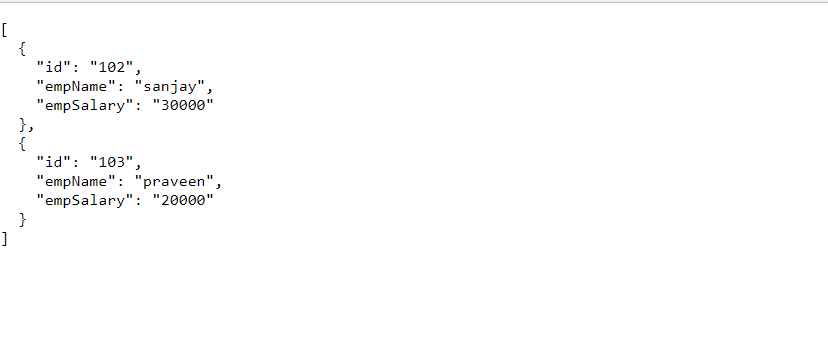 [
  {
    "id": "102",
    "empName": "sanjay",
    "empSalary": "30000"
  },
  {
    "id": "103",
    "empName": "praveen",
    "empSalary": "20000"
  }
]